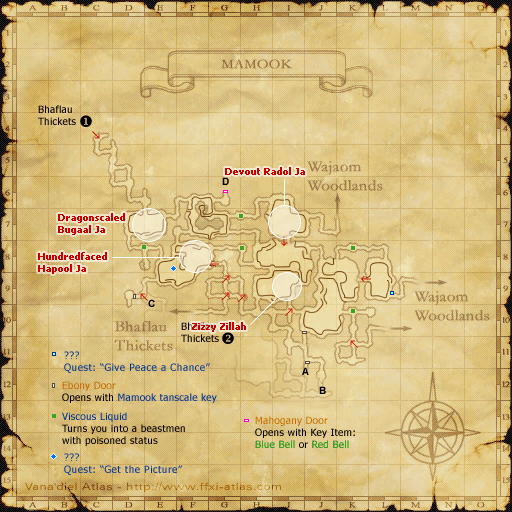 A B C D E F G H I J K L M N O
MAMOOK
Bhaflau
Thickets ❶
Devout Radol Ja
Wajaom
Woodlands
D
Dragonscaled
Bugaal Ja
Hundredfaced
Hapool Ja
C
Wajaom
Woodlands
Bhaflau
Thickets
Zizzy Zillah
Thickets ❷
A
B
???
Quest: "Give Peace a Chance"
Ebony Door
Opens with Mamook tanscale key
Viscous Liquid
Turns you into a beastmen
with poisoned status
???
Quest: "Get the Picture"
Mahogany Door
Opens with Key Item:
Blue Bell or Red Bell
Vana'diel Atlas - http://www.ffxi-atlas.com
A B C D E F G H I J K L M N O